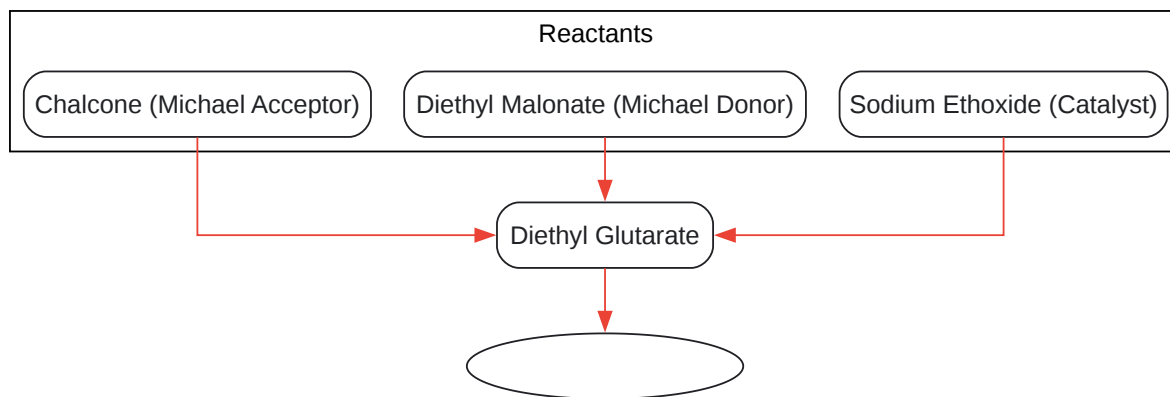 Reactants
Chalcone (Michael Acceptor)
Diethyl Malonate (Michael Donor)
Sodium Ethoxide (Catalyst)
Diethyl Glutarate